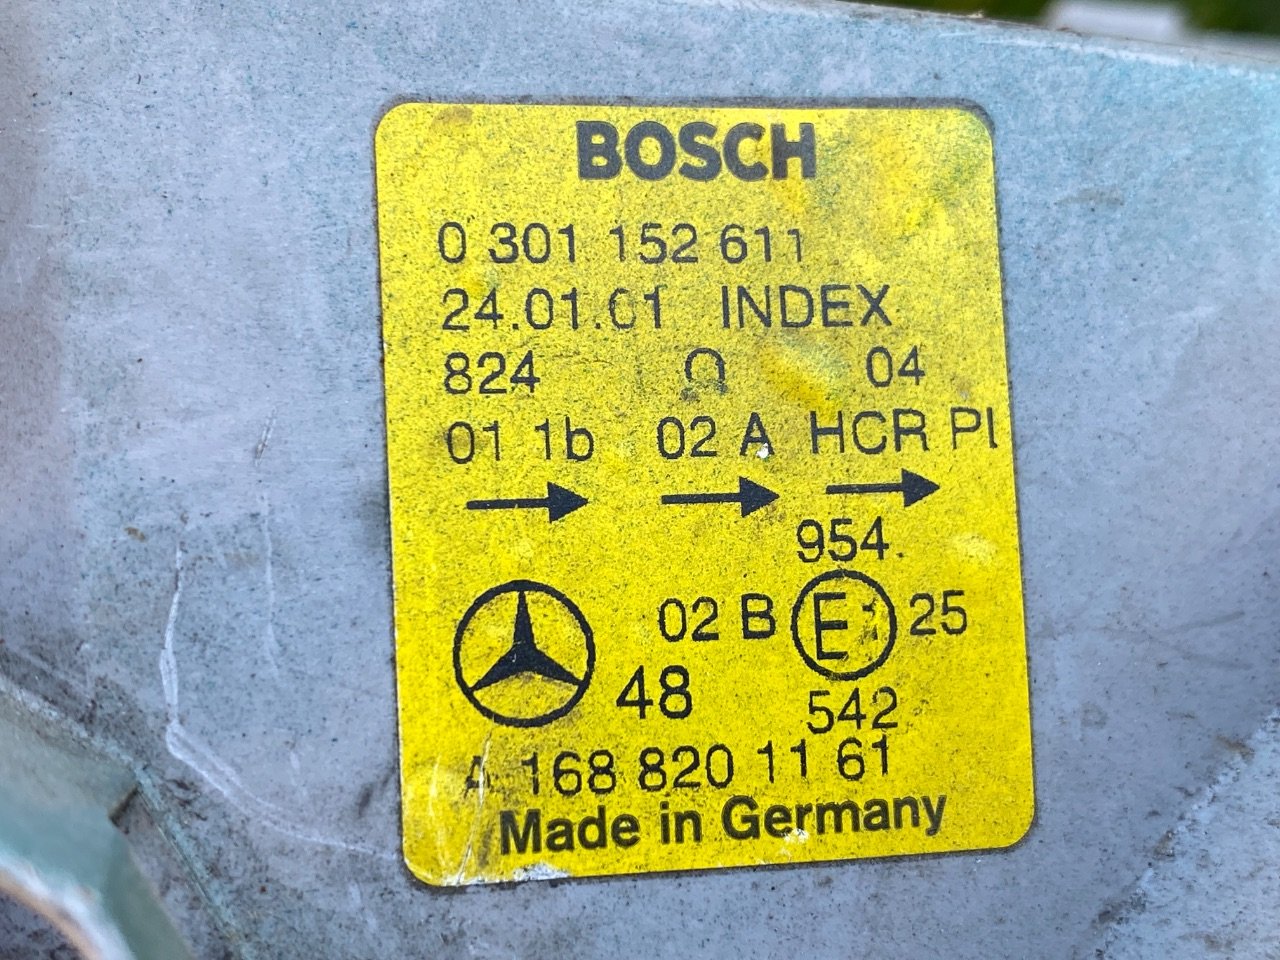 BOSCH
0 301 152 611
24.01.01 INDEX
824 04
01 1b 02 A HCR PI
→ → →
954.
02 B E1 25
48
542
A 168 820 11 61
Made in Germany